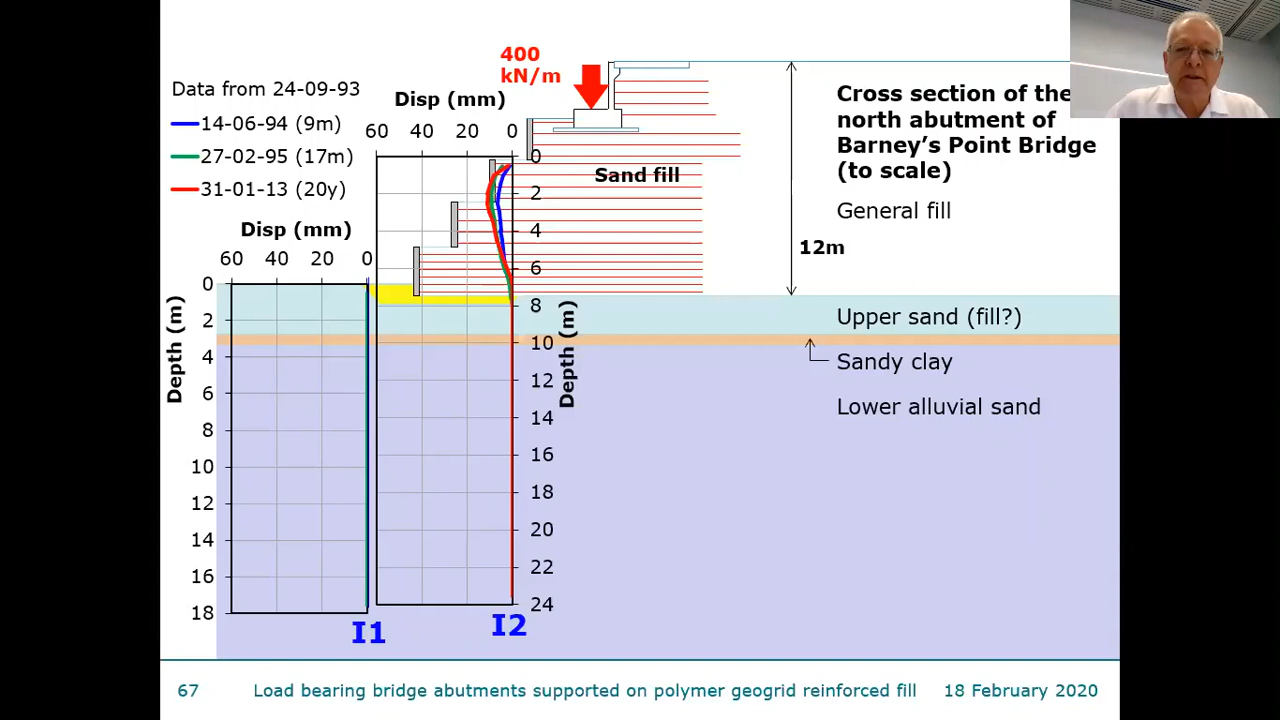 400
kN/m
Data from 24-09-93
14-06-94 (9m)
27-02-95 (17m)
31-01-13 (20y)
Disp (mm)
60 40 20 0
Disp (mm)
60 40 20 0
Depth (m)
0
2
4
6
8
10
12
14
16
18
I1
0
2
4
6
8
10
12
14
16
18
20
22
24
Depth (m)
I2
Sand fill
12m
Cross section of the
north abutment of
Barney's Point Bridge
(to scale)
General fill
Upper sand (fill?)
Sandy clay
Lower alluvial sand
67 Load bearing bridge abutments supported on polymer geogrid reinforced fill 18 February 2020